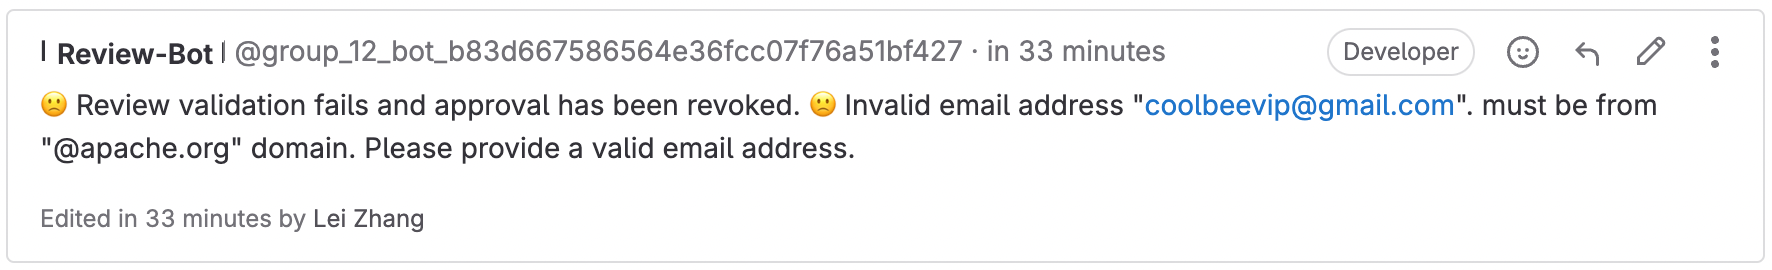 Review-Bot @group_12_bot_b83d667586564e36fcc07f76a51bf427 · in 33 minutes Developer
🙁 Review validation fails and approval has been revoked. 🙁 Invalid email address "coolbeevip@gmail.com". must be from
"@apache.org" domain. Please provide a valid email address.
Edited in 33 minutes by Lei Zhang